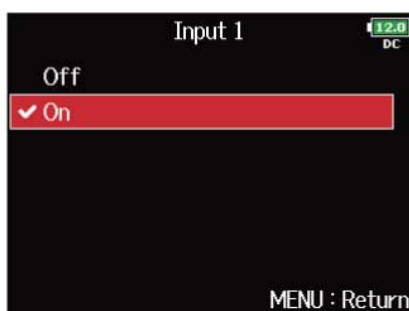 Input 1
12.0
DC
Off
On
MENU : Return